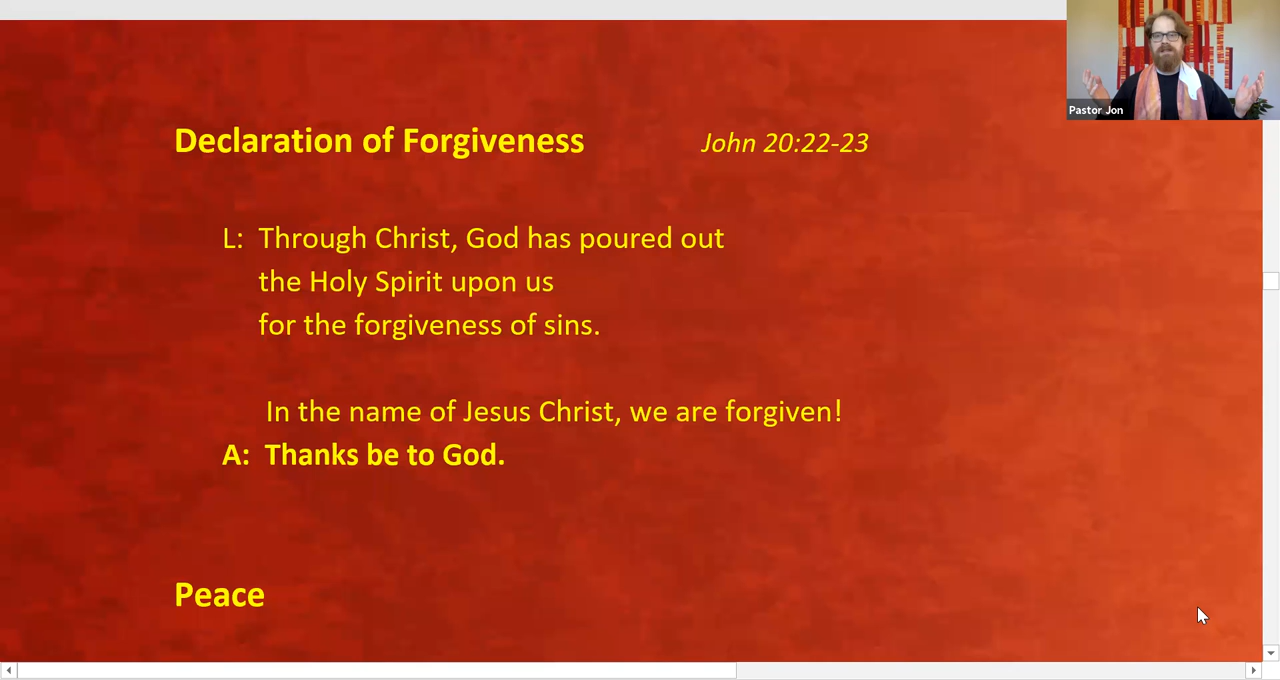 Declaration of Forgiveness John 20:22-23
L: Through Christ, God has poured out
the Holy Spirit upon us
for the forgiveness of sins.
In the name of Jesus Christ, we are forgiven!
A: Thanks be to God.
Peace
Pastor Jon